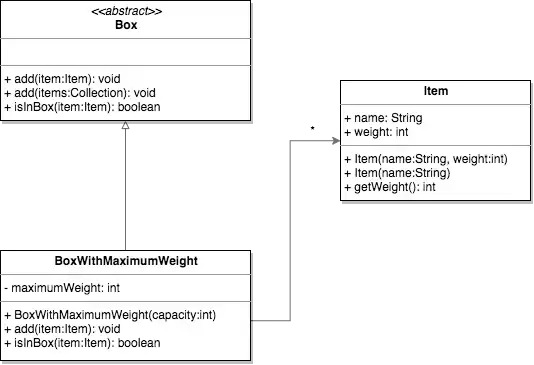 <<abstract>>
Box
+ add(item:Item): void
+ add(items:Collection): void
+ isInBox(item:Item): boolean
*
Item
+ name: String
+ weight: int
+ Item(name:String, weight:int)
+ Item(name:String)
+ getWeight(): int
BoxWithMaximumWeight
- maximumWeight: int
+ BoxWithMaximumWeight(capacity:int)
+ add(item:Item): void
+ isInBox(item:Item): boolean